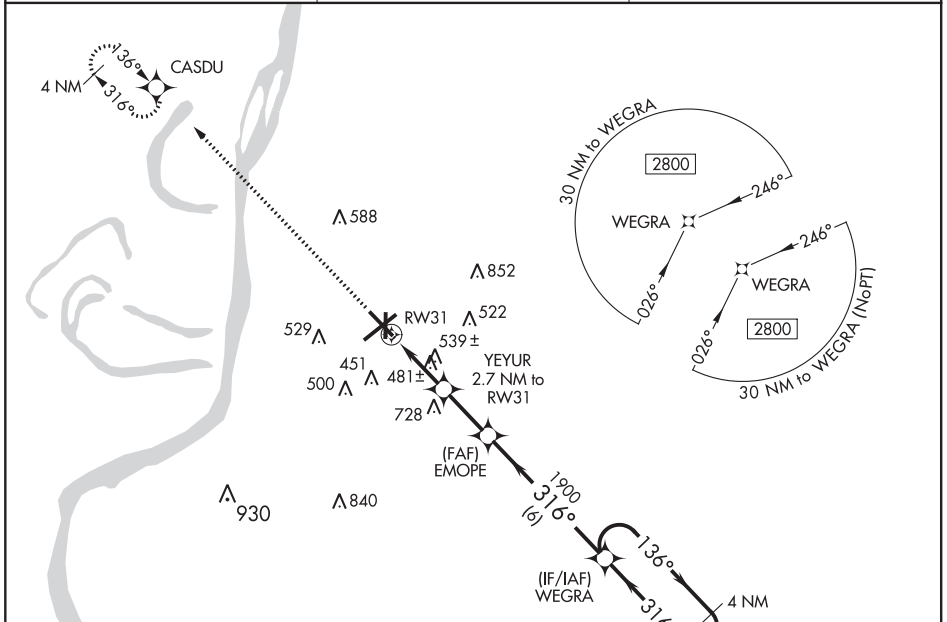 136°
CASDU
4 NM
316°
30 NM to WEGRA
2800
246°
WEGRA
026°
246°
WEGRA
2800
026°
30 NM to WEGRA (NoPT)
588
852
RW31
522
529
539 ±
451
481±
YEYUR
2.7 NM to
RW31
500
728
(FAF)
EMOPE
930
840
1900
316°
(6)
136°
(IF/IAF)
WEGRA
4 NM